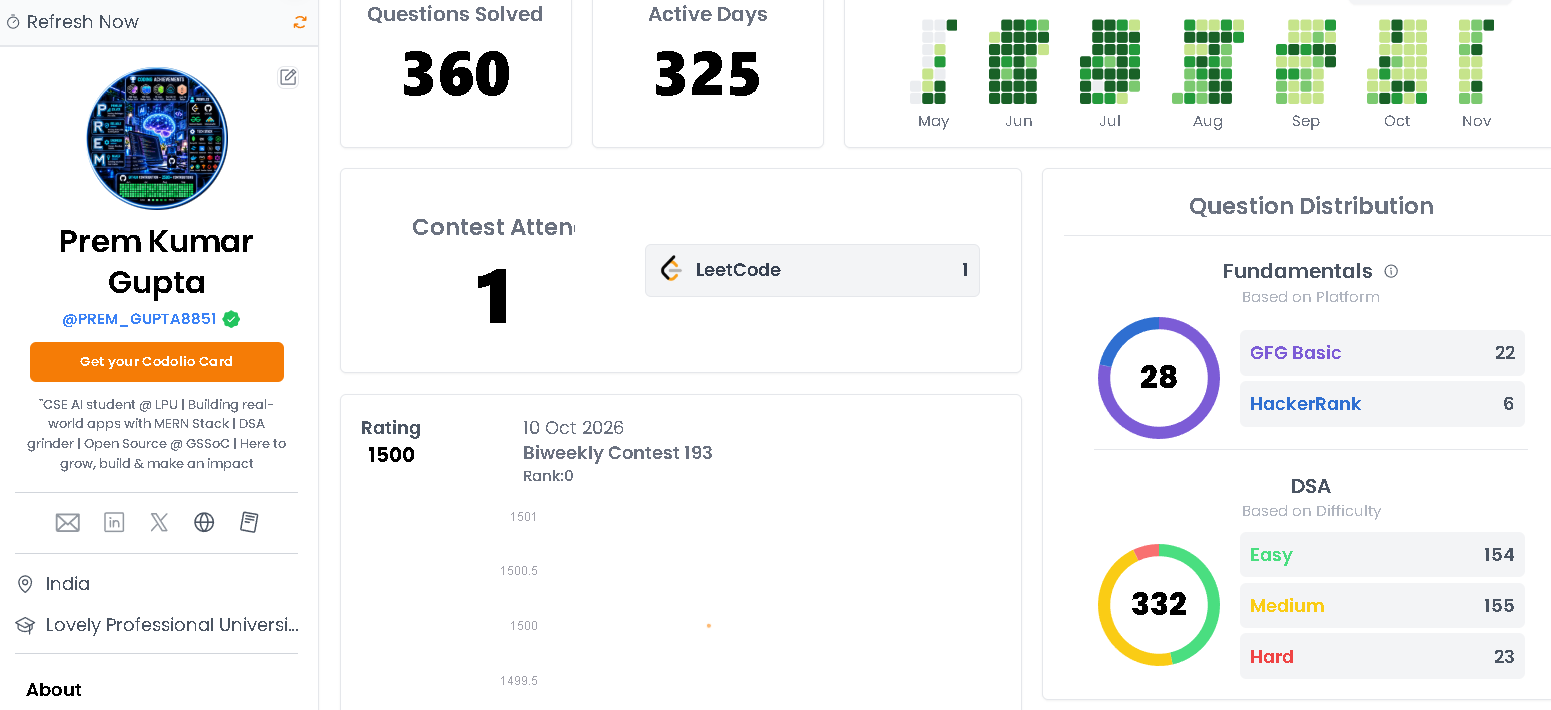 Refresh Now
CODING ACHIEVEMENTS
PREM
Prem Kumar
Gupta
@PREM_GUPTA8851
Get your Codolio Card
"CSE AI student @ LPU | Building real-
world apps with MERN Stack | DSA
grinder | Open Source @ GSSoC | Here to
grow, build & make an impact
India
Lovely Professional Universi...
About
Questions Solved
360
Active Days
325
May Jun Jul Aug Sep Oct Nov
Contest Atten
1
LeetCode 1
Rating
1500
10 Oct 2026
Biweekly Contest 193
Rank:0
1501
1500.5
1500
1499.5
Question Distribution
Fundamentals
Based on Platform
28
GFG Basic 22
HackerRank 6
DSA
Based on Difficulty
332
Easy 154
Medium 155
Hard 23